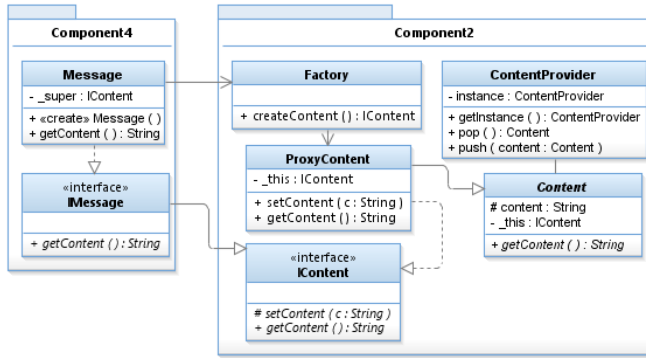 Component4
Message
- _super : IContent
+ «create» Message ( )
+ getContent ( ) : String
«interface»
IMessage
+ getContent ( ) : String
Component2
Factory
+ createContent ( ) : IContent
ContentProvider
- instance : ContentProvider
+ getInstance ( ) : ContentProvider
+ pop ( ) : Content
+ push ( content : Content )
ProxyContent
- _this : IContent
+ setContent ( c : String )
+ getContent ( ) : String
Content
# content : String
- _this : IContent
+ getContent ( ) : String
«interface»
IContent
# setContent ( c : String )
+ getContent ( ) : String